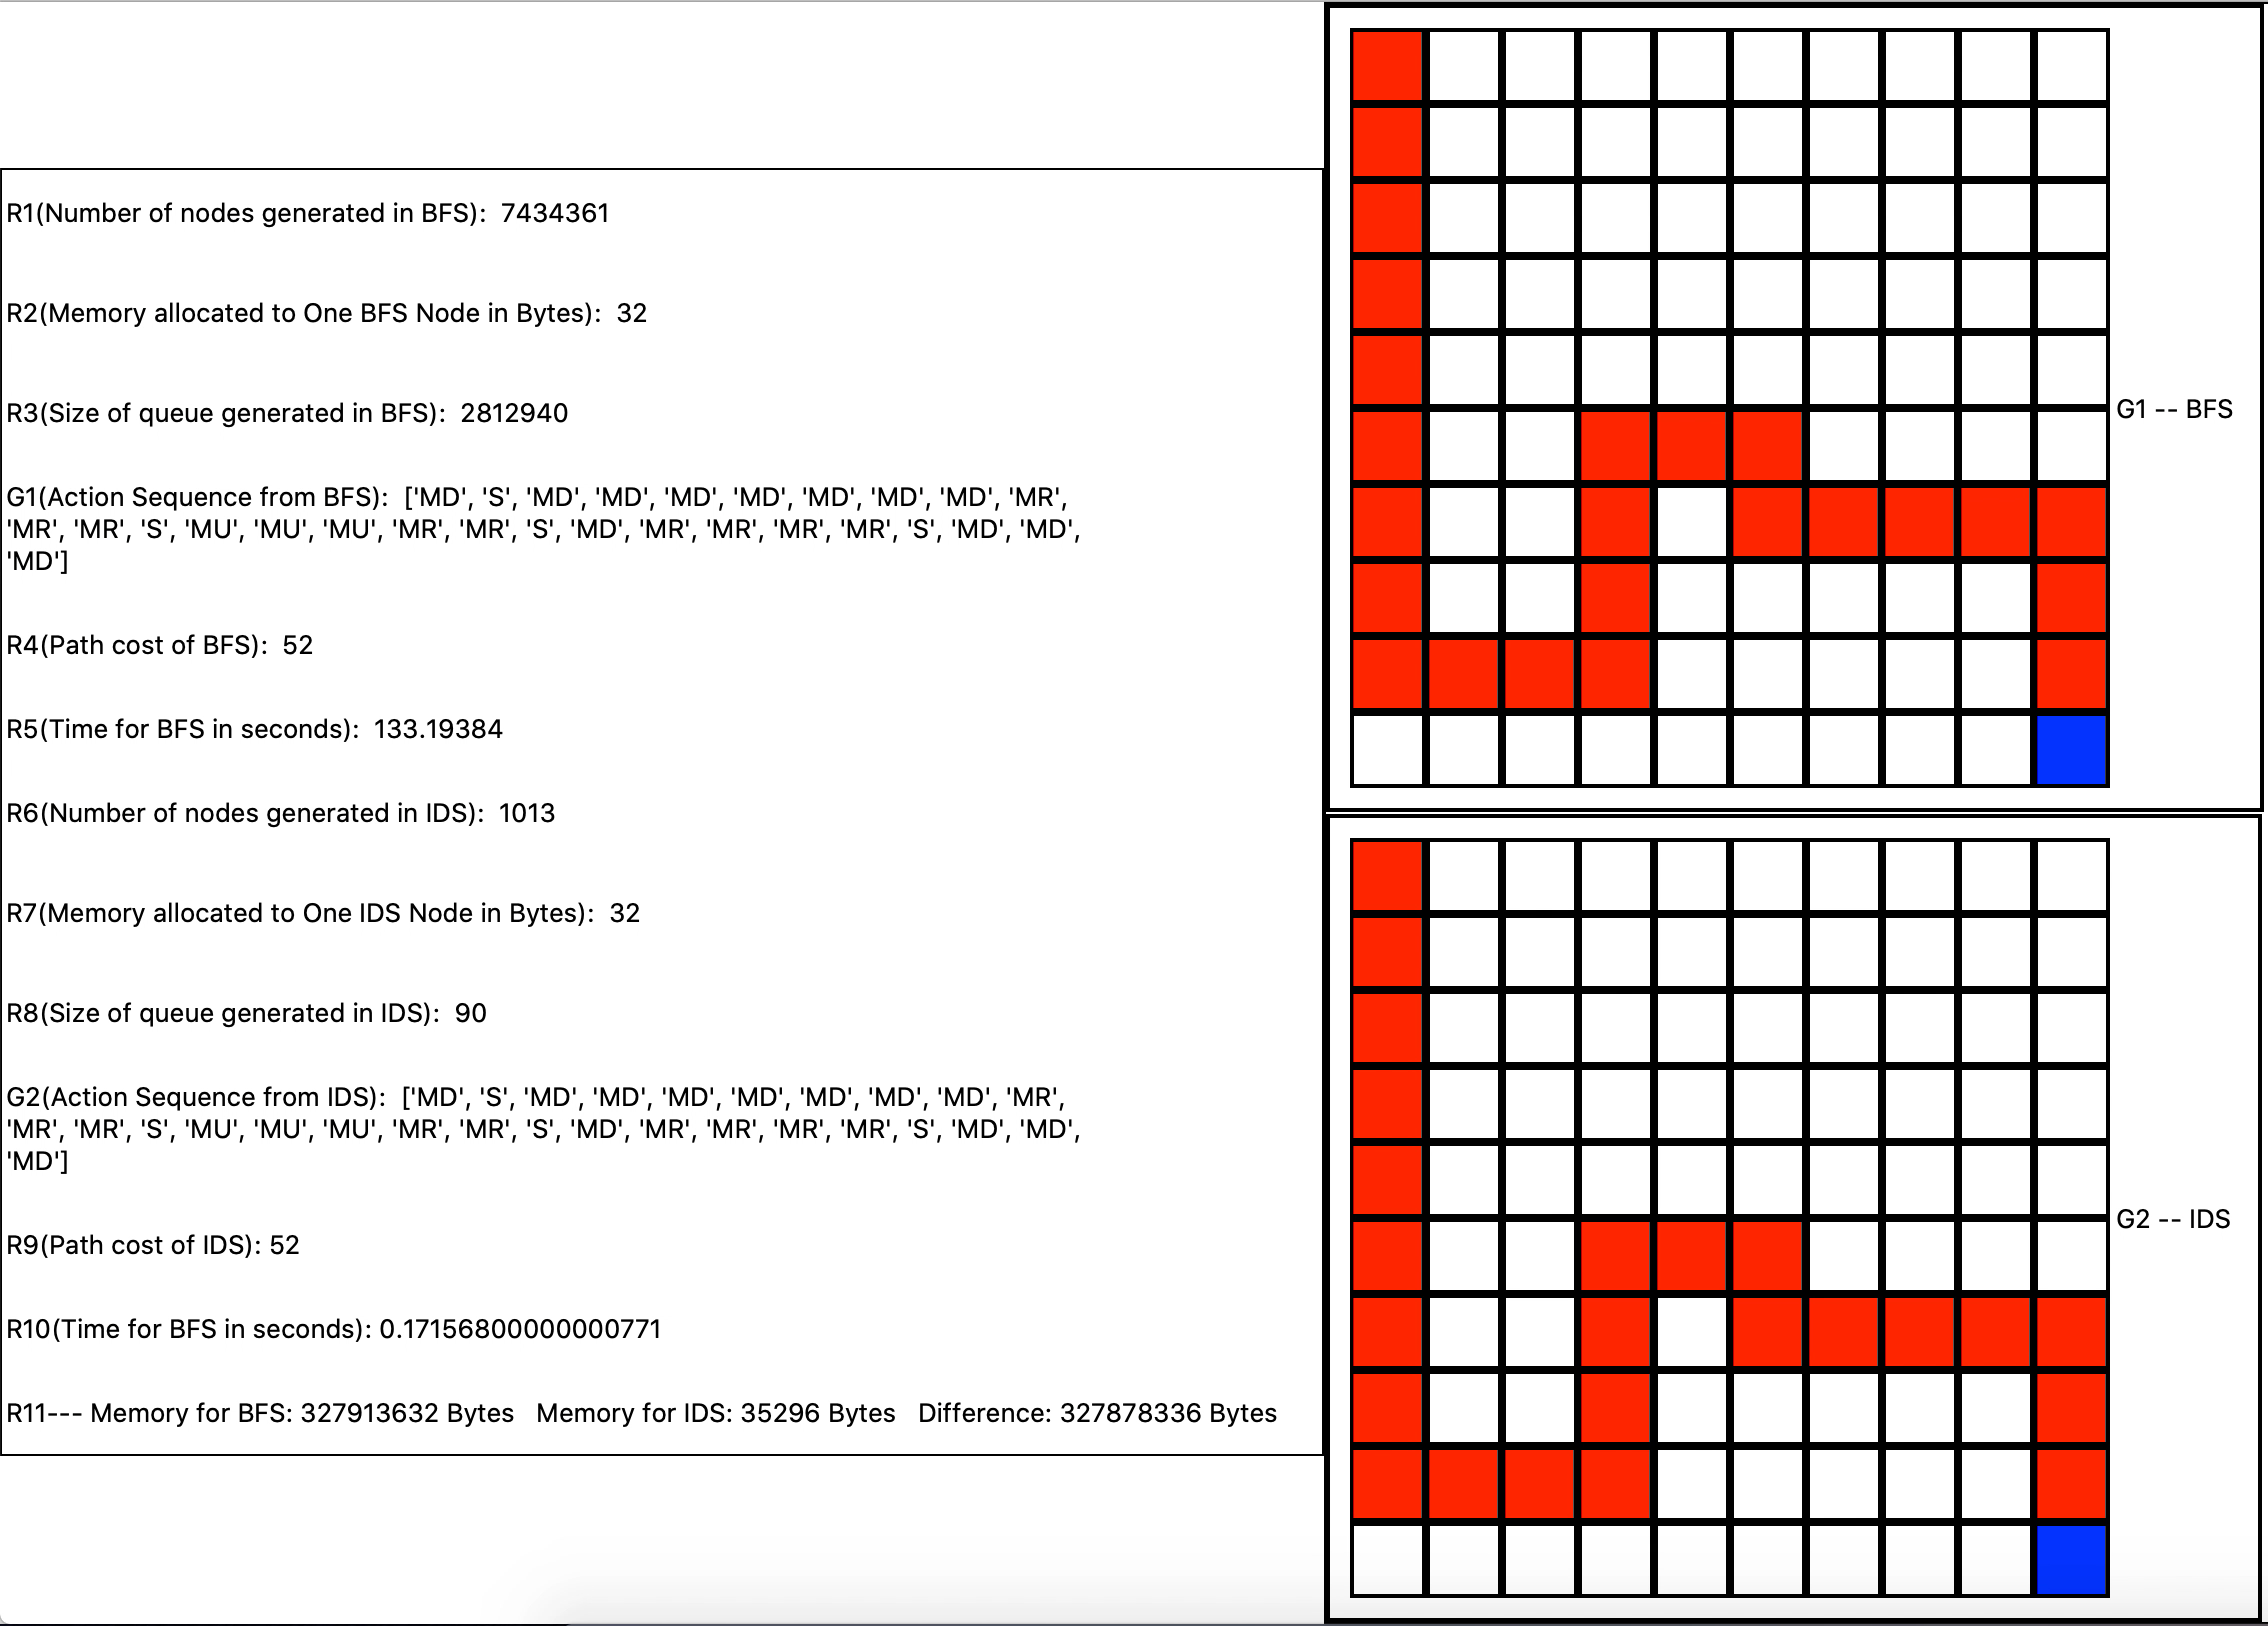 R1(Number of nodes generated in BFS):  7434361
R2(Memory allocated to One BFS Node in Bytes):  32
R3(Size of queue generated in BFS):  2812940
G1(Action Sequence from BFS):  ['MD', 'S', 'MD', 'MD', 'MD', 'MD', 'MD', 'MD', 'MD', 'MR',
'MR', 'MR', 'S', 'MU', 'MU', 'MU', 'MR', 'MR', 'S', 'MD', 'MR', 'MR', 'MR', 'MR', 'S', 'MD', 'MD',
'MD']
R4(Path cost of BFS):  52
R5(Time for BFS in seconds):  133.19384
R6(Number of nodes generated in IDS):  1013
R7(Memory allocated to One IDS Node in Bytes):  32
R8(Size of queue generated in IDS):  90
G2(Action Sequence from IDS):  ['MD', 'S', 'MD', 'MD', 'MD', 'MD', 'MD', 'MD', 'MD', 'MR',
'MR', 'MR', 'S', 'MU', 'MU', 'MU', 'MR', 'MR', 'S', 'MD', 'MR', 'MR', 'MR', 'MR', 'S', 'MD', 'MD',
'MD']
R9(Path cost of IDS): 52
R10(Time for BFS in seconds): 0.17156800000000771
R11--- Memory for BFS: 327913632 Bytes   Memory for IDS: 35296 Bytes   Difference: 327878336 Bytes
G1 -- BFS
G2 -- IDS